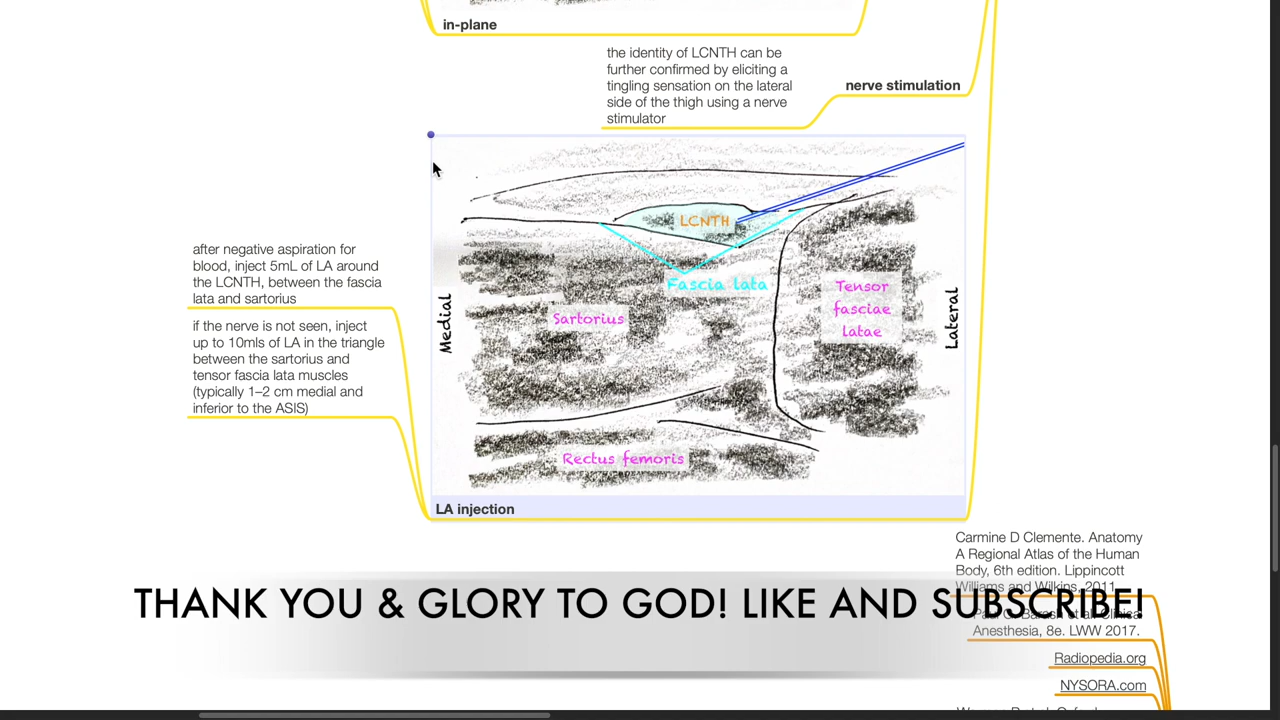 in-plane
the identity of LCNTH can be
further confirmed by eliciting a
tingling sensation on the lateral
side of the thigh using a nerve
stimulator
nerve stimulation
LCNTH
Fascia lata
Sartorius
Tensor
fasciae
latae
Rectus femoris
Medial
Lateral
after negative aspiration for
blood, inject 5mL of LA around
the LCNTH, between the fascia
lata and sartorius
if the nerve is not seen, inject
up to 10mls of LA in the triangle
between the sartorius and
tensor fascia lata muscles
(typically 1–2 cm medial and
inferior to the ASIS)
LA injection
Carmine D Clemente. Anatomy
A Regional Atlas of the Human
Body, 6th edition. Lippincott
Williams and Wilkins, 2011
THANK YOU & GLORY TO GOD! LIKE AND SUBSCRIBE!
Anesthesia, 8e. LWW 2017.
Radiopedia.org
NYSORA.com